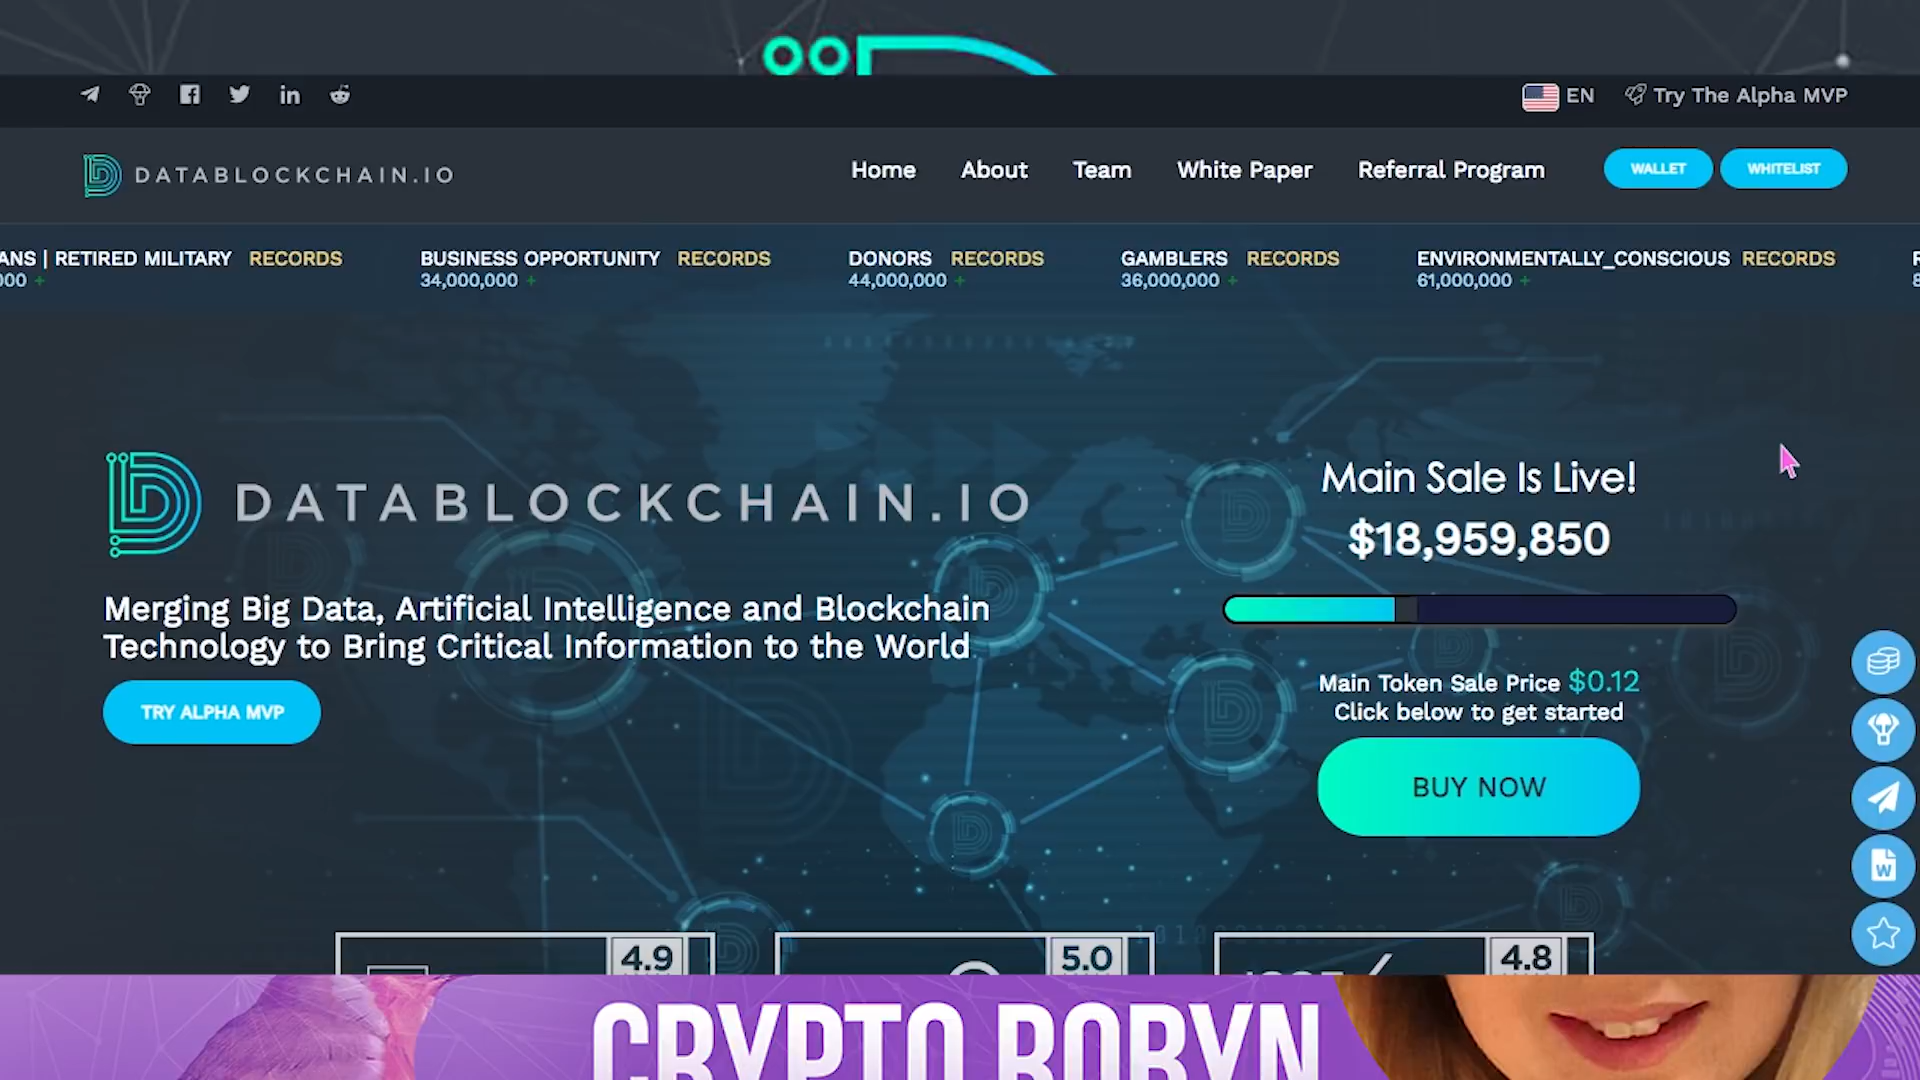 EN Try The Alpha MVP
DATABLOCKCHAIN.IO
Home About Team White Paper Referral Program WALLET WHITELIST
ANS | RETIRED MILITARY RECORDS BUSINESS OPPORTUNITY RECORDS DONORS RECORDS GAMBLERS RECORDS ENVIRONMENTALLY_CONSCIOUS RECORDS
000 + 34,000,000 + 44,000,000 + 36,000,000 + 61,000,000 +
DATABLOCKCHAIN.IO
Merging Big Data, Artificial Intelligence and Blockchain
Technology to Bring Critical Information to the World
TRY ALPHA MVP
Main Sale Is Live!
$18,959,850
Main Token Sale Price $0.12
Click below to get started
BUY NOW
W
4.9 5.0 4.8
CRYPTO ROBYN